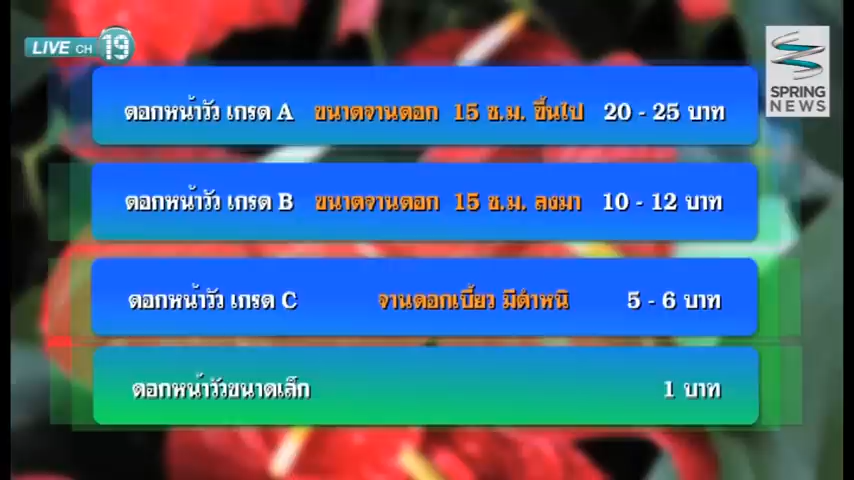 LIVE CH 19
SPRING
NEWS
ดอกหน้าวัว เกรด A ขนาดจานดอก 15 ซ.ม. ขึ้นไป 20 - 25 บาท
ดอกหน้าวัว เกรด B ขนาดจานดอก 15 ซ.ม. ลงมา 10 - 12 บาท
ดอกหน้าวัว เกรด C จานดอกเบี้ยว มีตำหนิ 5 - 6 บาท
ดอกหน้าวัวขนาดเล็ก 1 บาท